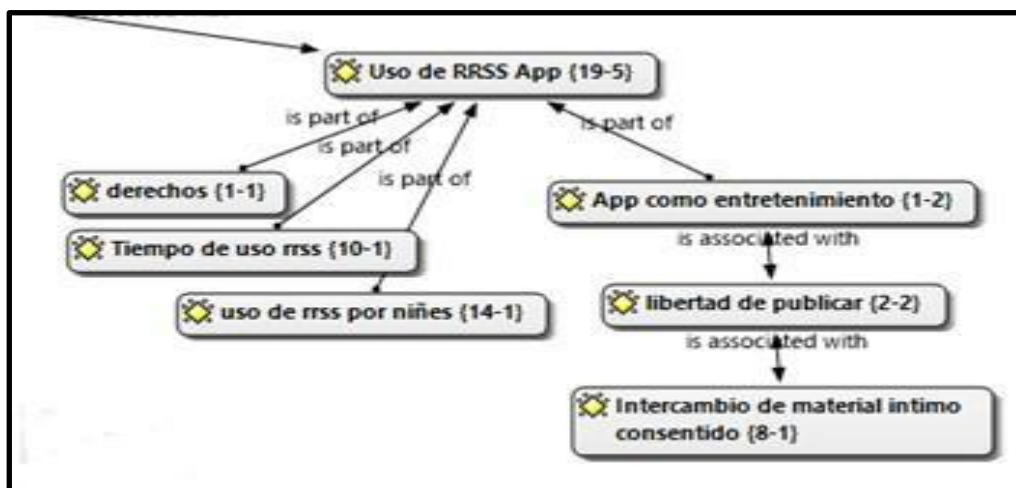 Uso de RRSS App {19-5}
is part of
is part of
is part of
is part of
derechos {1-1}
App como entretenimiento {1-2}
Tiempo de uso rrss {10-1}
is associated with
uso de rrss por niñes {14-1}
libertad de publicar {2-2}
is associated with
Intercambio de material intimo
consentido {8-1}